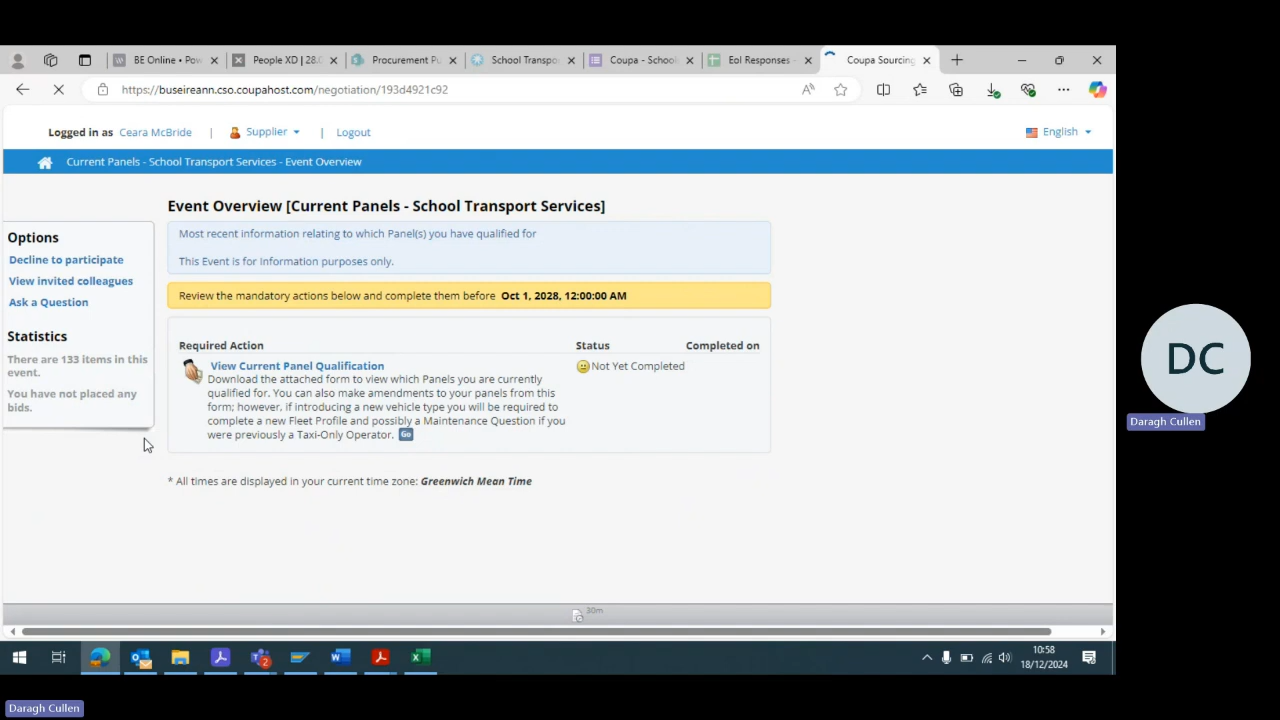 BE Online • Pow
People XD | 28.
Procurement Pu
School Transpo
Coupa - School
EoI Responses -
Coupa Sourcing
https://buseireann.cso.coupahost.com/negotiation/193d4921c92
Logged in as Ceara McBride | Supplier | Logout
English
Current Panels - School Transport Services - Event Overview
Event Overview [Current Panels - School Transport Services]
Most recent information relating to which Panel(s) you have qualified for
This Event is for Information purposes only.
Options
Decline to participate
View invited colleagues
Ask a Question
Statistics
There are 133 items in this
event.
You have not placed any
bids.
Review the mandatory actions below and complete them before Oct 1, 2028, 12:00:00 AM
Required Action Status Completed on
View Current Panel Qualification Not Yet Completed
Download the attached form to view which Panels you are currently
qualified for. You can also make amendments to your panels from this
form; however, if introducing a new vehicle type you will be required to
complete a new Fleet Profile and possibly a Maintenance Question if you
were previously a Taxi-Only Operator. Go
* All times are displayed in your current time zone: Greenwich Mean Time
30m
10:58
18/12/2024
DC
Daragh Cullen
Daragh Cullen